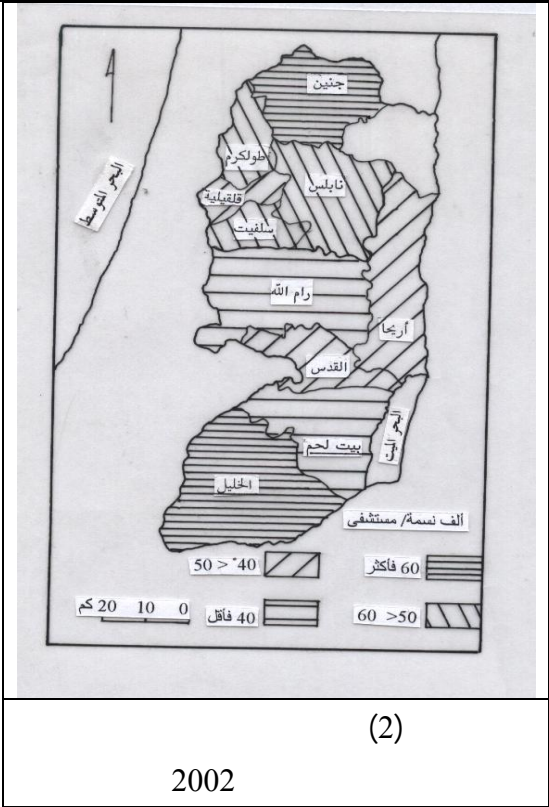 جنين
طولكرم
نابلس
قلقيلية
سلفيت
البحر المتوسط
رام الله
أريحا
القدس
البحر الميت
بيت لحم
الخليل
ألف نسمة/ مستشفى
60 فأكثر
40 > 50
50> 60
40 فأقل
0 10 20 كم
(2)
2002